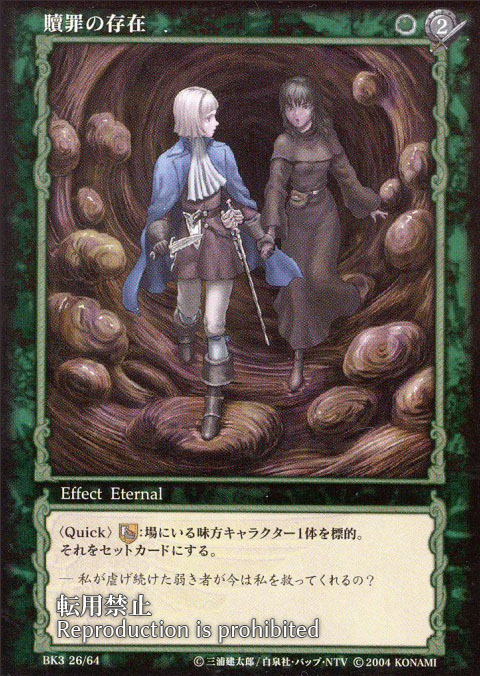 贖罪の存在
2
Effect Eternal
〈Quick〉 :場にいる味方キャラクター1体を標的。
それをセットカードにする。
― 私が虐げ続けた弱き者が今は私を救ってくれるの？
転用禁止
Reproduction is prohibited
BK3 26/64
©三浦建太郎/白泉社・バップ・NTV ©2004 KONAMI